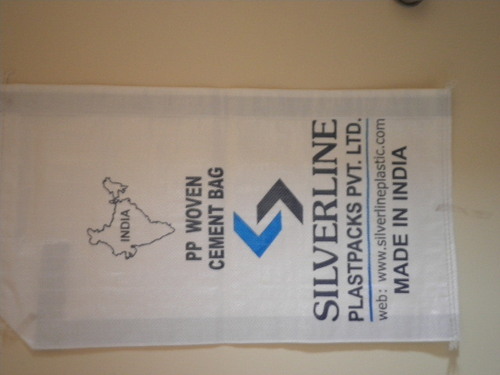 INDIA
PP WOVEN
CEMENT BAG
SILVERLINE
PLASTPACKS PVT. LTD.
web: www.silverlineplastic.com
MADE IN INDIA